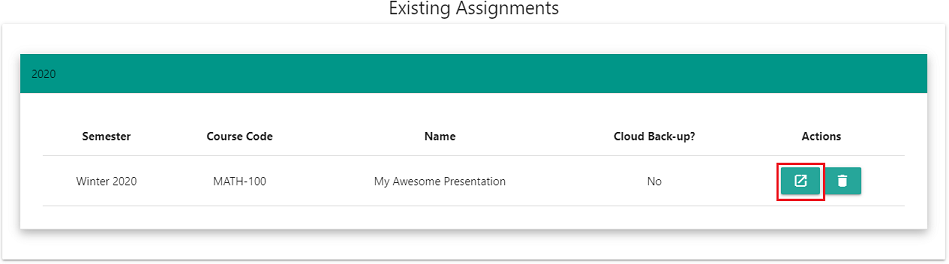 Existing Assignments
2020
Semester Course Code Name Cloud Back-up? Actions
Winter 2020 MATH-100 My Awesome Presentation No